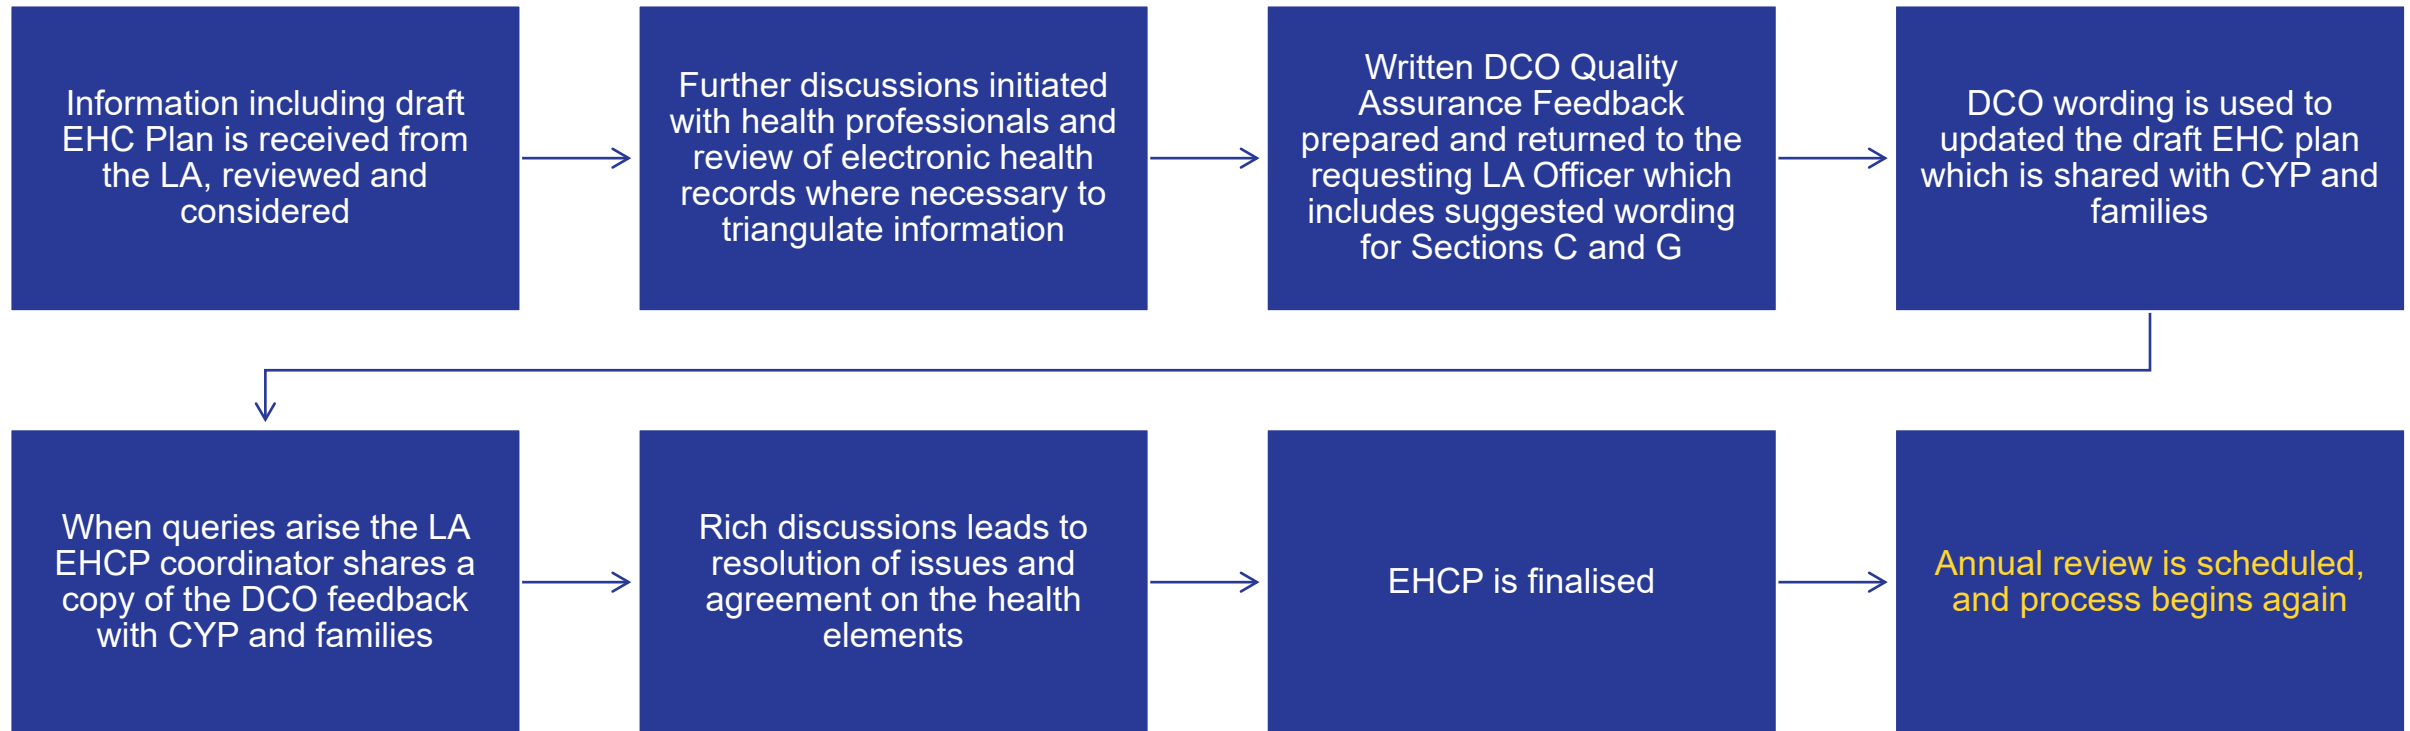 Information including draft
EHC Plan is received from
the LA, reviewed and
considered
Further discussions initiated
with health professionals and
review of electronic health
records where necessary to
triangulate information
Written DCO Quality
Assurance Feedback
prepared and returned to the
requesting LA Officer which
includes suggested wording
for Sections C and G
DCO wording is used to
updated the draft EHC plan
which is shared with CYP and
families
When queries arise the LA
EHCP coordinator shares a
copy of the DCO feedback
with CYP and families
Rich discussions leads to
resolution of issues and
agreement on the health
elements
EHCP is finalised
Annual review is scheduled,
and process begins again